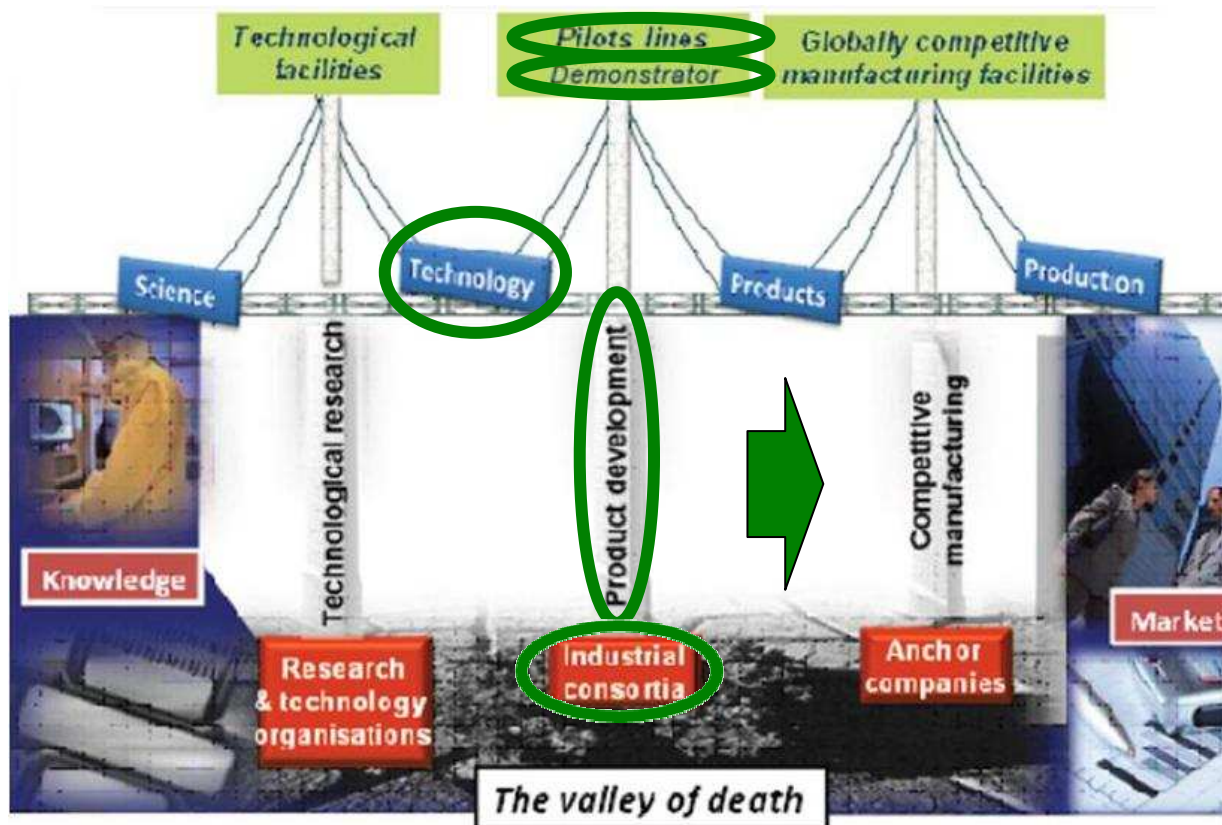 Technological
facilities
Pilots lines
Demonstrator
Globally competitive
manufacturing facilities
Science
Technology
Products
Production
Technological research
Product development
Competitive
manufacturing
Knowledge
Market
Research
& technology
organisations
Industrial
consortia
Anchor
companies
The valley of death